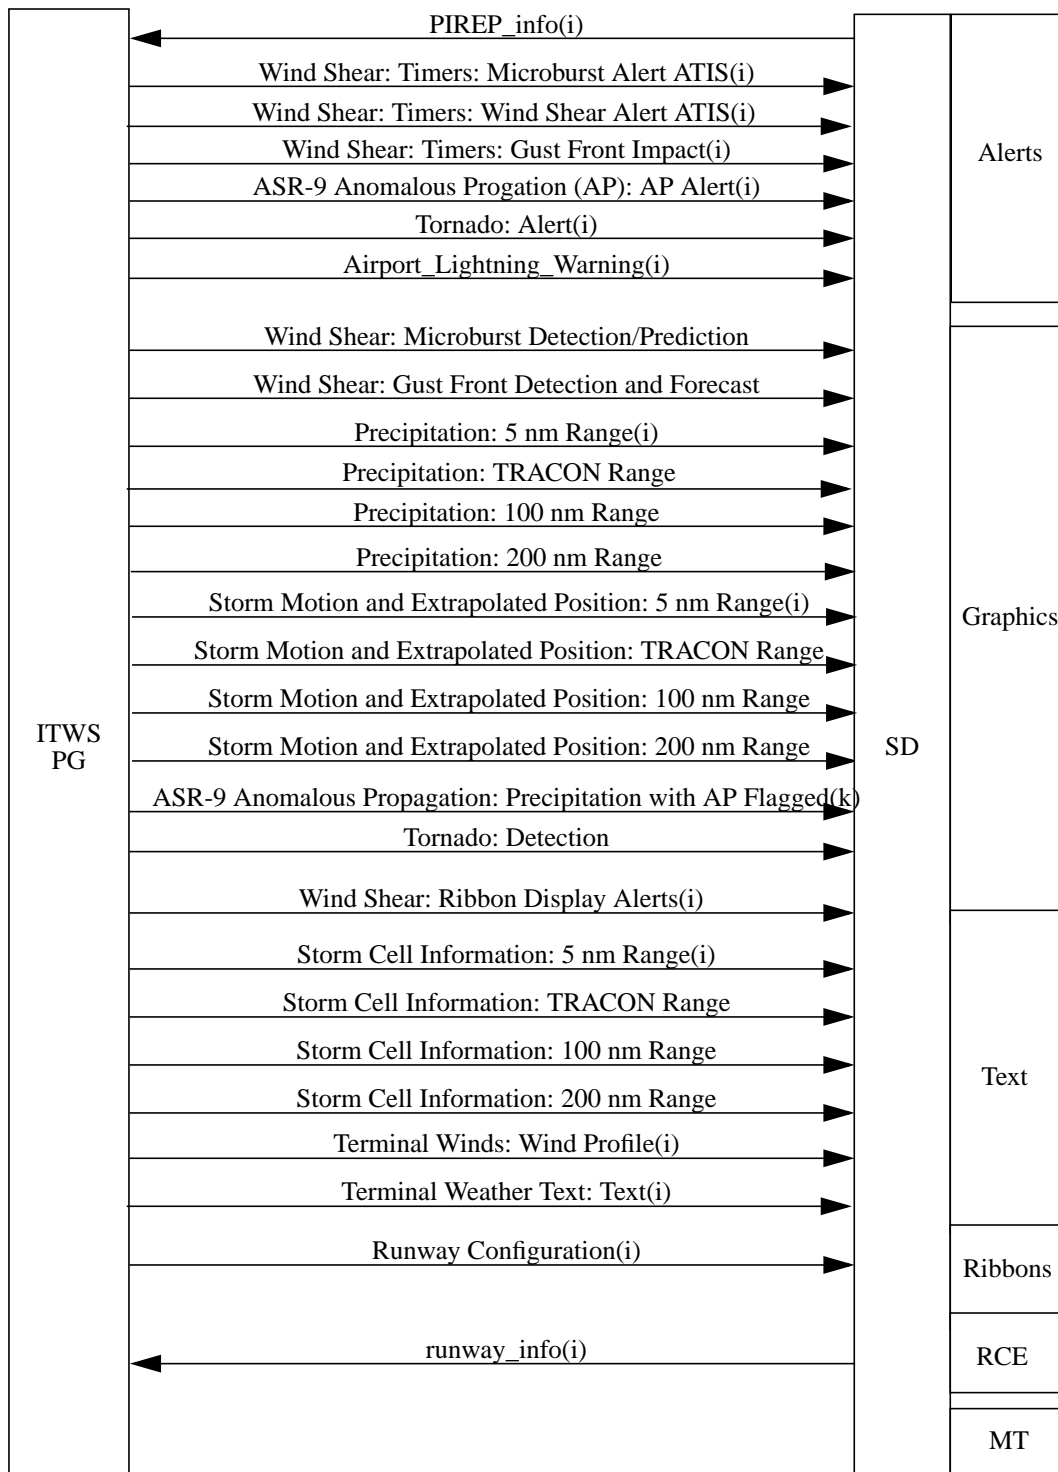 PIREP_info(i)
Wind Shear: Timers: Microburst Alert ATIS(i)
Wind Shear: Timers: Wind Shear Alert ATIS(i)
Wind Shear: Timers: Gust Front Impact(i)
ASR-9 Anomalous Progation (AP): AP Alert(i)
Tornado: Alert(i)
Airport_Lightning_Warning(i)
Alerts
Wind Shear: Microburst Detection/Prediction
Wind Shear: Gust Front Detection and Forecast
Precipitation: 5 nm Range(i)
Precipitation: TRACON Range
Precipitation: 100 nm Range
Precipitation: 200 nm Range
Storm Motion and Extrapolated Position: 5 nm Range(i)
Storm Motion and Extrapolated Position: TRACON Range
Storm Motion and Extrapolated Position: 100 nm Range
Storm Motion and Extrapolated Position: 200 nm Range
ASR-9 Anomalous Propagation: Precipitation with AP Flagged(k)
Tornado: Detection
Graphics
ITWS
PG
SD
Wind Shear: Ribbon Display Alerts(i)
Storm Cell Information: 5 nm Range(i)
Storm Cell Information: TRACON Range
Storm Cell Information: 100 nm Range
Storm Cell Information: 200 nm Range
Terminal Winds: Wind Profile(i)
Terminal Weather Text: Text(i)
Text
Runway Configuration(i)
Ribbons
runway_info(i)
RCE
MT